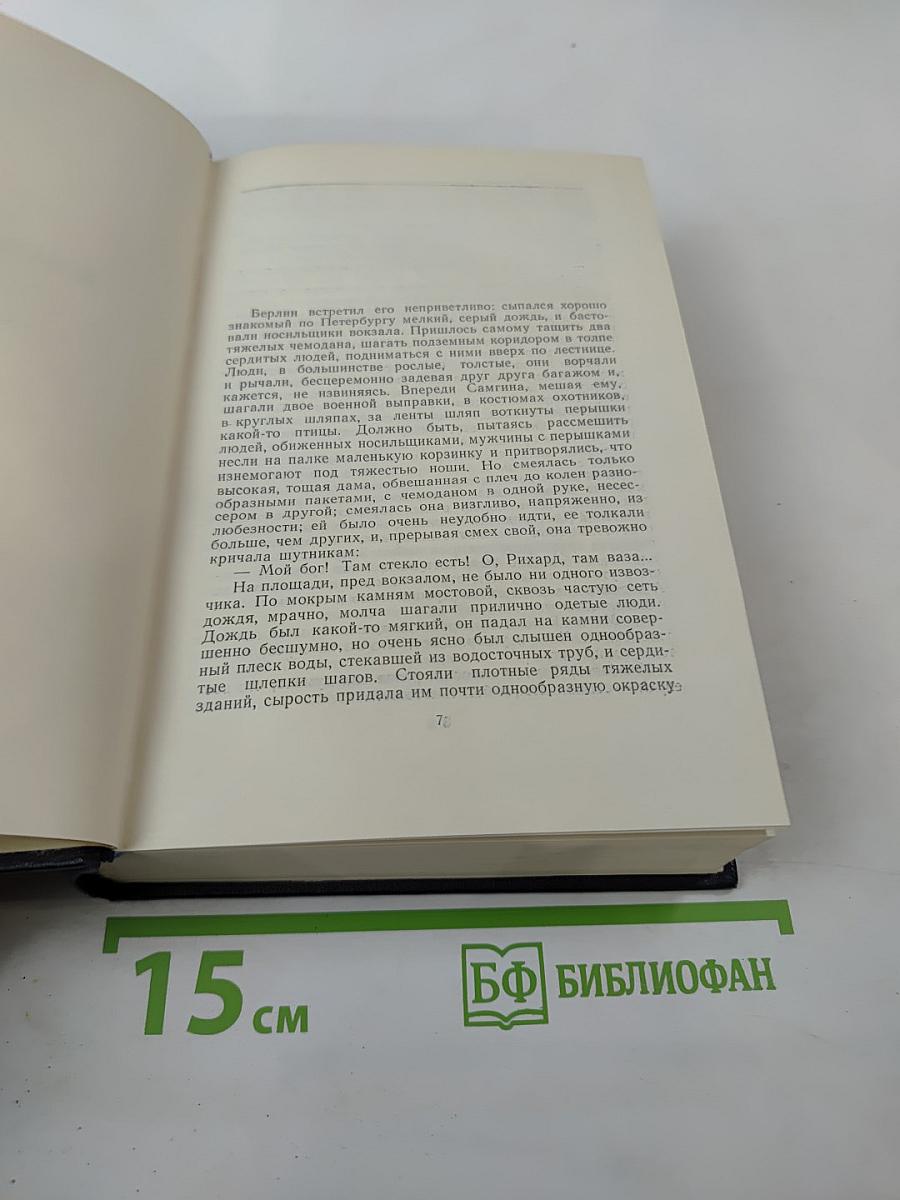 Берлин встретил его неприветливо: сыпался хорошо
знакомый по Петербургу мелкий, серый дождь, и басто-
вали носильщики вокзала. Пришлось самому тащить два
тяжелых чемодана, шагать подземным коридором в толпе
сердитых людей, подниматься с ними вверх по лестнице.
Люди, в большинстве рослые, толстые, они ворчали
и рычали, бесцеремонно задевая друг друга багажом и,
кажется, не извиняясь. Впереди Самгина, мешая ему,
шагали двое военной выправки, в костюмах охотников,
в круглых шляпах, за ленты шляп воткнуты перышки
какой-то птицы. Должно быть, пытаясь рассмешить
людей, обиженных носильщиками, мужчины с перышками
несли на палке маленькую корзинку и притворялись, что
изнемогают под тяжестью ноши. Но смеялась только
высокая, тощая дама, обвешанная с плеч до колен разно-
образными пакетами, с чемоданом в одной руке, несес-
сером в другой; смеялась она визгливо, напряженно, из
любезности; ей было очень неудобно идти, ее толкали
больше, чем других, и, прерывая смех свой, она тревожно
кричала шутникам:
— Мой бог! Там стекло есть! О, Рихард, там ваза...
На площади, пред вокзалом, не было ни одного извоз-
чика. По мокрым камням мостовой, сквозь частую сеть
дождя, мрачно, молча шагали прилично одетые люди.
Дождь был какой-то мягкий, он падал на камни совер-
шенно бесшумно, но очень ясно был слышен однообраз-
ный плеск воды, стекавшей из водосточных труб, и серди-
тые шлепки шагов. Стояли плотные ряды тяжелых
зданий, сырость придала им почти однообразную окраску
7
15 см
БФ БИБЛИОФАН